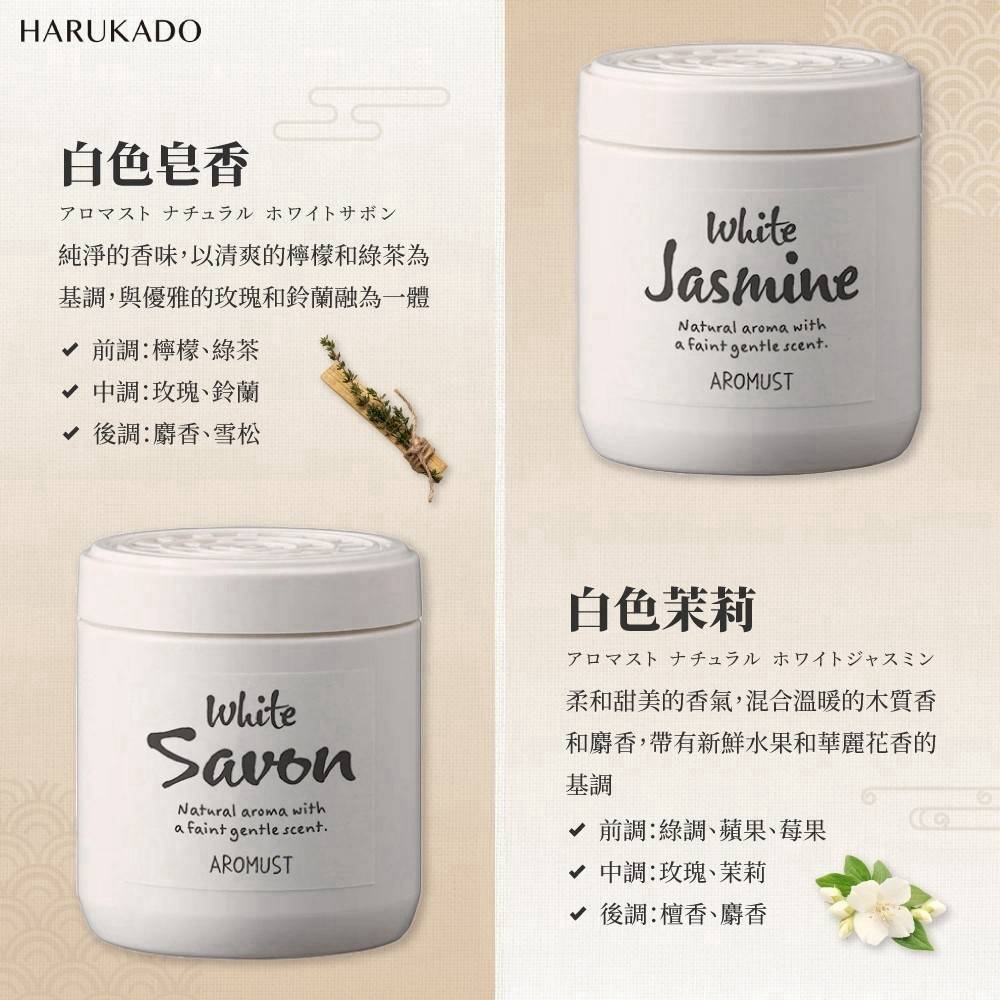 HARUKADO
白色皂香
アロマスト ナチュラル ホワイトサボン
純淨的香味，以清爽的檸檬和綠茶為
基調，與優雅的玫瑰和鈴蘭融為一體
✔ 前調：檸檬、綠茶
✔ 中調：玫瑰、鈴蘭
✔ 後調：麝香、雪松
White
Jasmine
Natural aroma with
a faint gentle scent.
AROMUST
White
Savon
Natural aroma with
a faint gentle scent.
AROMUST
白色茉莉
アロマスト ナチュラル ホワイトジャスミン
柔和甜美的香氣，混合溫暖的木質香
和麝香，帶有新鮮水果和華麗花香的
基調
✔ 前調：綠調、蘋果、莓果
✔ 中調：玫瑰、茉莉
✔ 後調：檀香、麝香